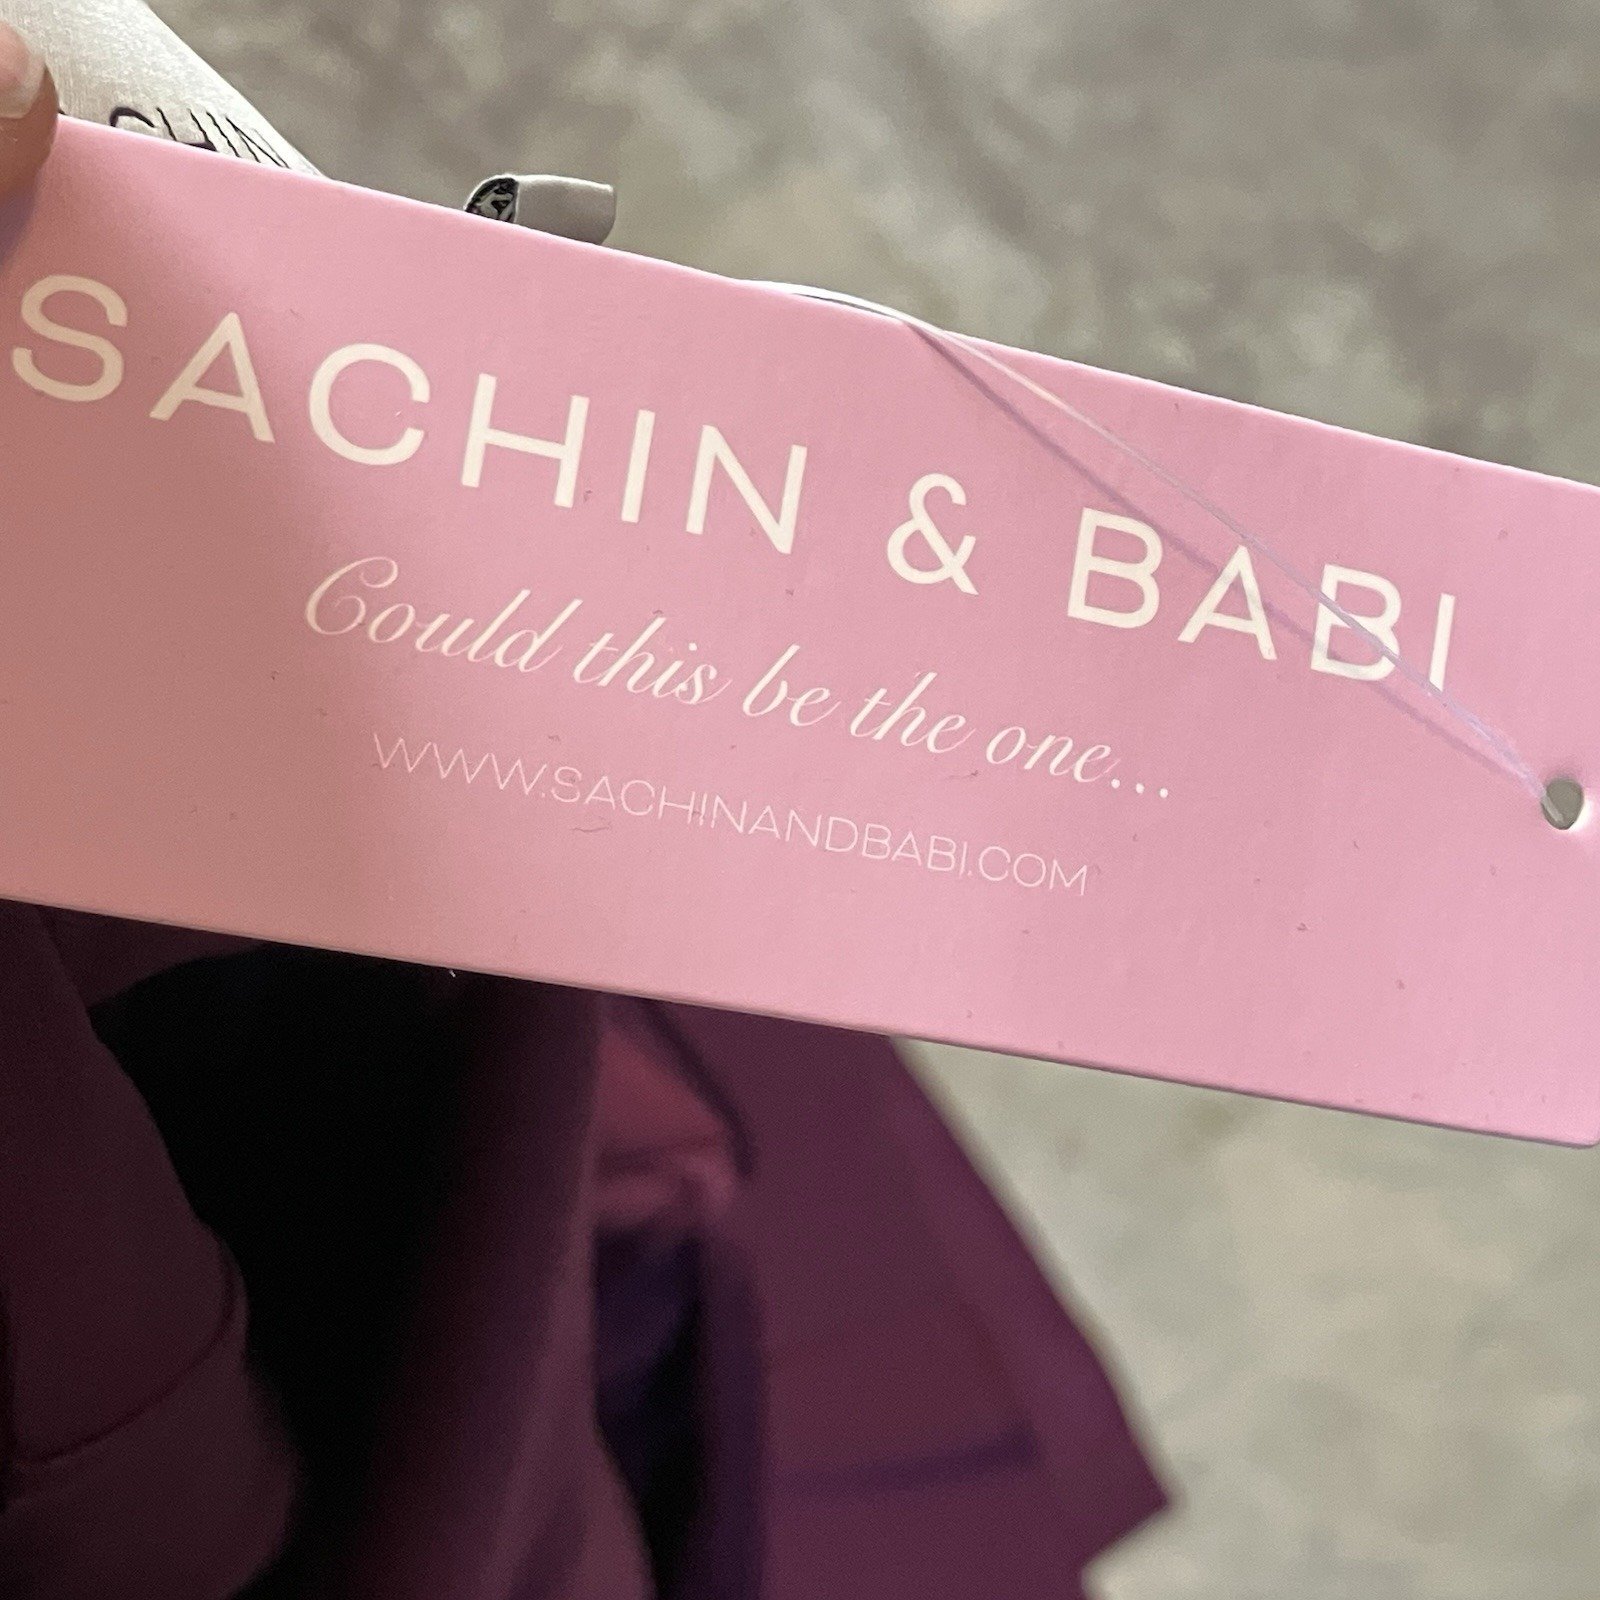 SACHIN & BABI
Could this be the one...
WWW.SACHINANDBABI.COM